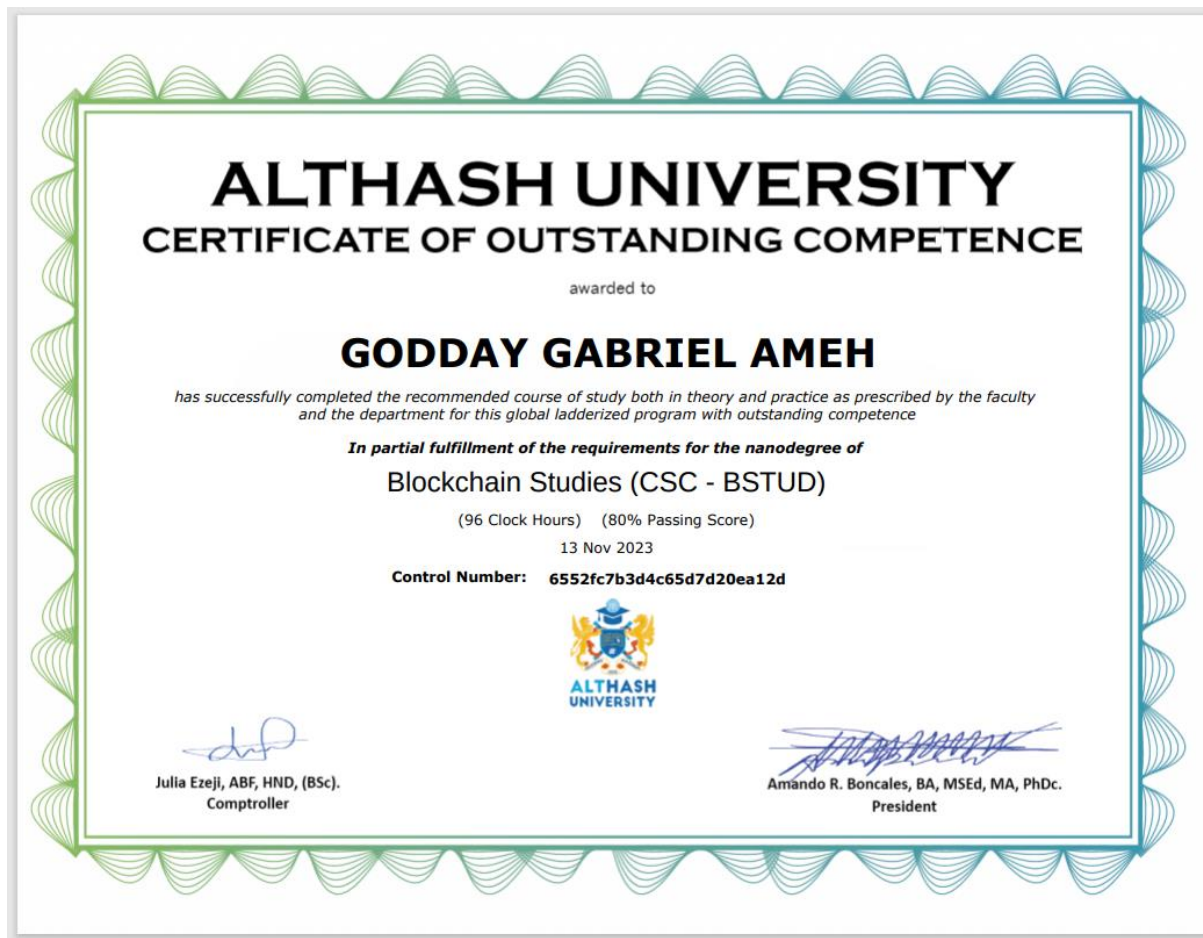 ALTHASH UNIVERSITY
CERTIFICATE OF OUTSTANDING COMPETENCE
awarded to
GODDAY GABRIEL AMEH
has successfully completed the recommended course of study both in theory and practice as prescribed by the faculty
and the department for this global ladderized program with outstanding competence
In partial fulfillment of the requirements for the nanodegree of
Blockchain Studies (CSC - BSTUD)
(96 Clock Hours) (80% Passing Score)
13 Nov 2023
Control Number: 6552fc7b3d4c65d7d20ea12d
ALTHASH
UNIVERSITY
Julia Ezeji, ABF, HND, (BSc).
Comptroller
Amando R. Boncales, BA, MSEd, MA, PhDc.
President